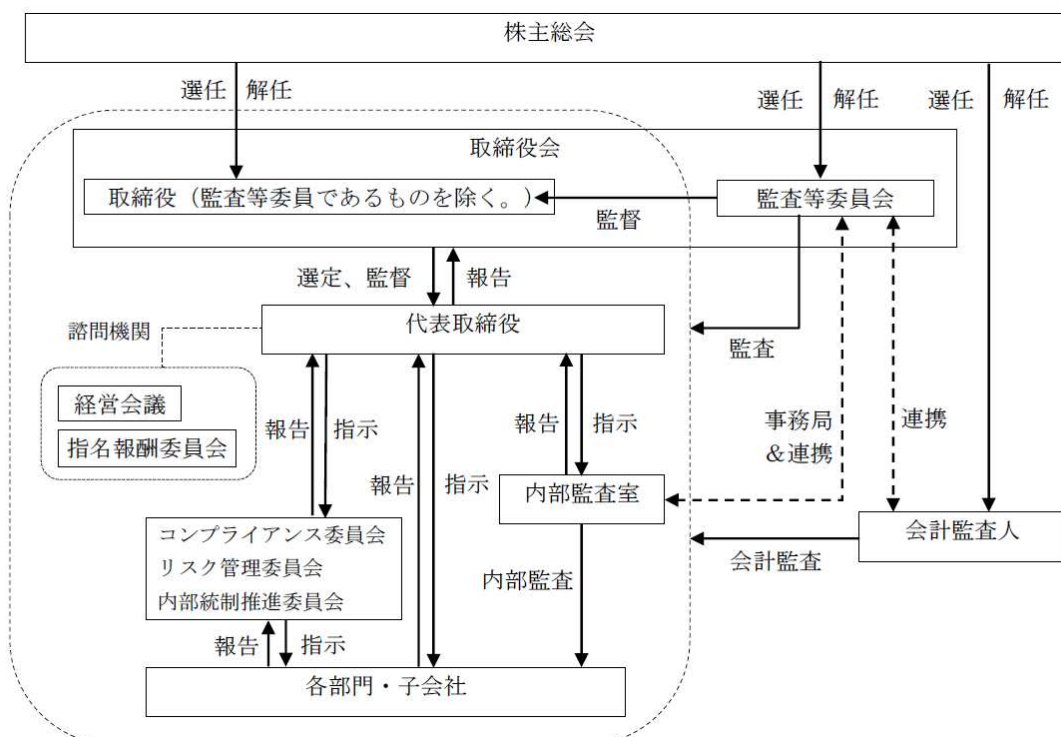 株主総会
選任
解任
選任
解任
選任
解任
取締役会
取締役（監査等委員であるものを除く。）
監査等委員会
監督
選定、監督
報告
代表取締役
監査
諮問機関
経営会議
指名報酬委員会
報告
指示
報告
指示
報告
指示
事務局
＆連携
連携
内部監査室
コンプライアンス委員会
リスク管理委員会
内部統制推進委員会
会計監査人
会計監査
内部監査
報告
指示
各部門・子会社